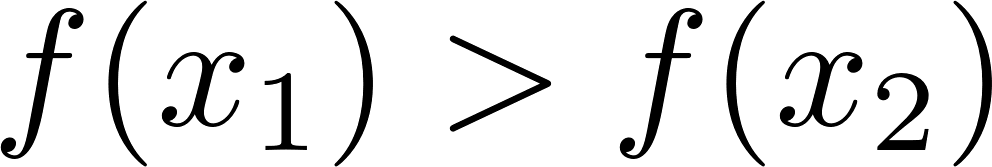 f(x₁) > f(x₂)